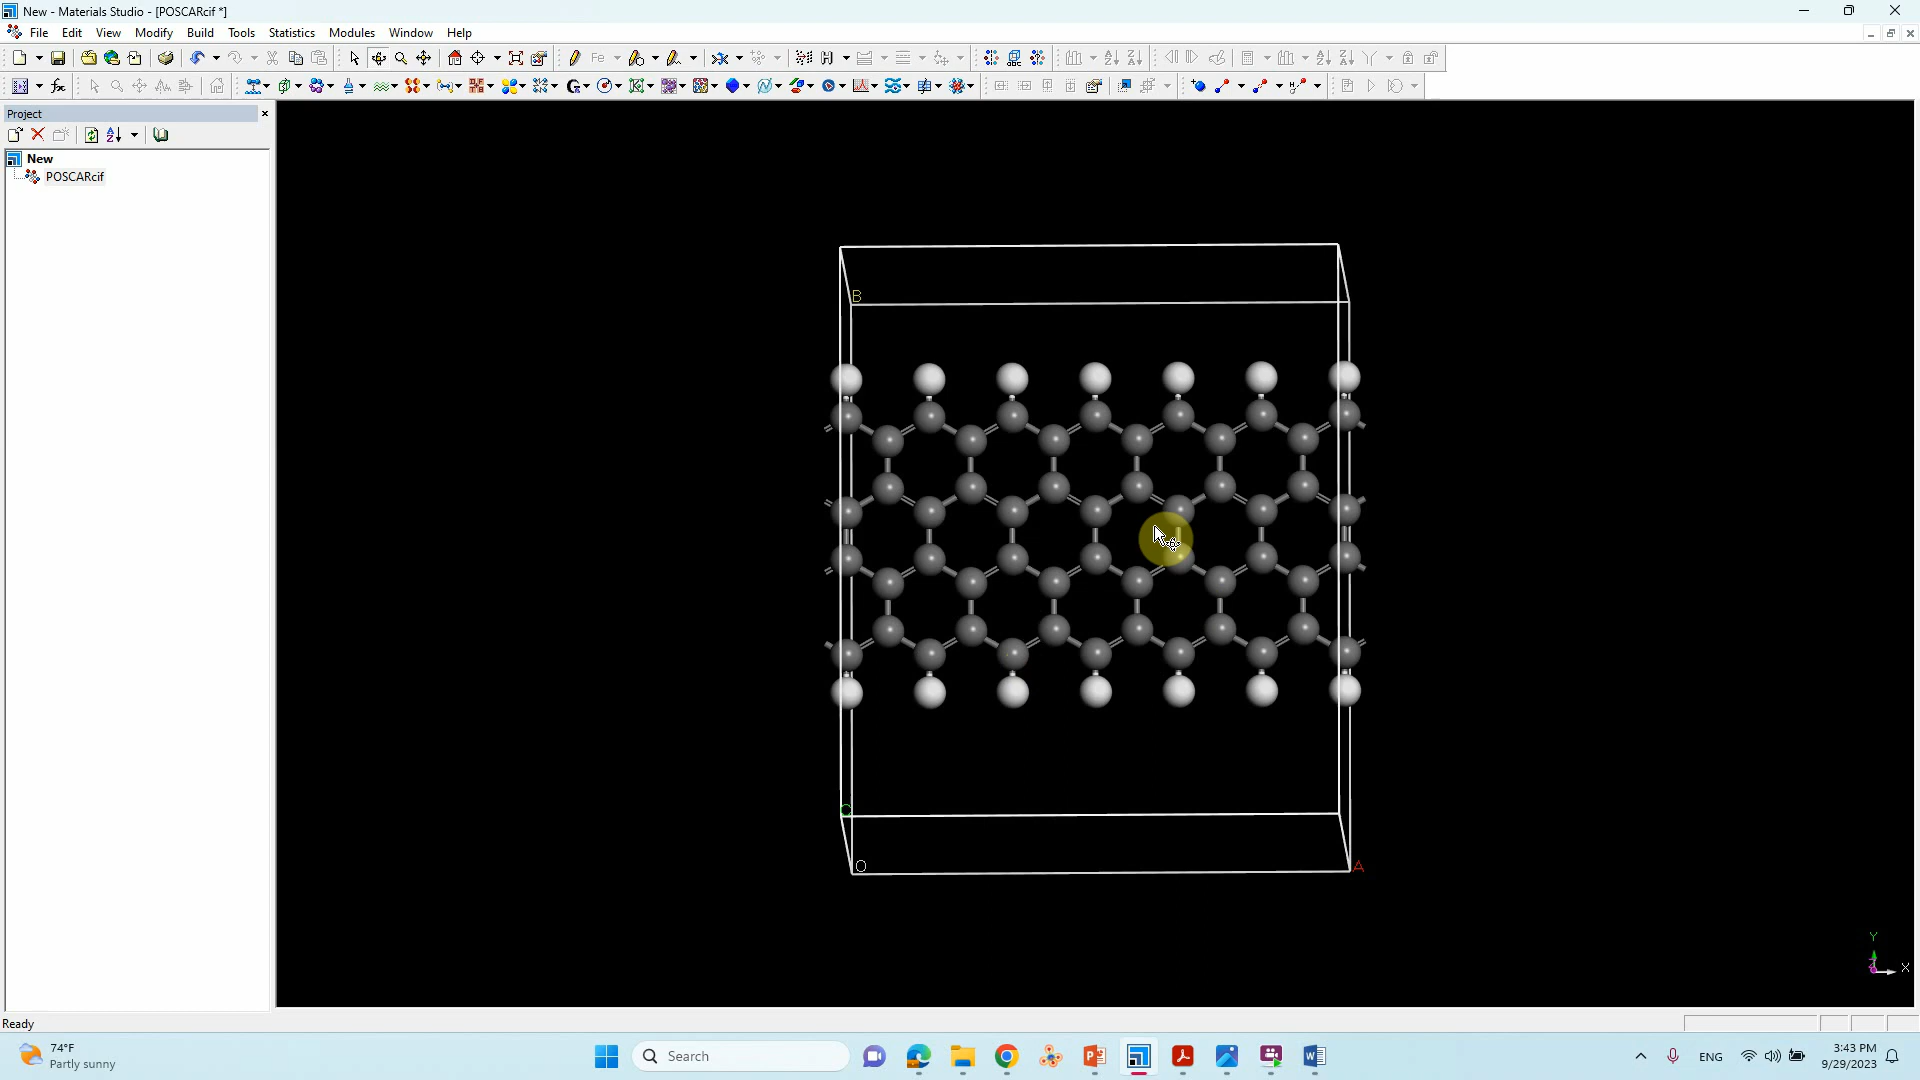 New - Materials Studio - [POSCARcif *]
File Edit View Modify Build Tools Statistics Modules Window Help
Project
New
POSCARcif
B
C
O
A
Y
Z
X
Ready
74°F
Partly sunny
Search
ENG
3:43 PM
9/29/2023